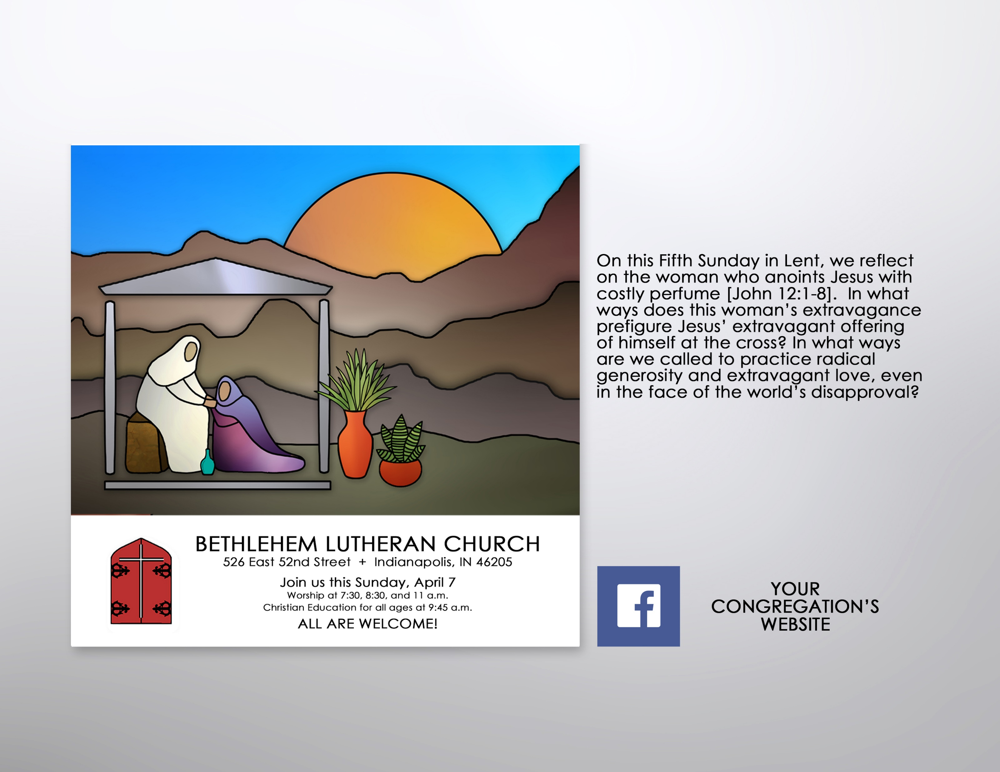 On this Fifth Sunday in Lent, we reflect
on the woman who anoints Jesus with
costly perfume [John 12:1-8].  In what
ways does this woman’s extravagance
prefigure Jesus’ extravagant offering
of himself at the cross? In what ways
are we called to practice radical
generosity and extravagant love, even
in the face of the world’s disapproval?
BETHLEHEM LUTHERAN CHURCH
526 East 52nd Street + Indianapolis, IN 46205
Join us this Sunday, April 7
Worship at 7:30, 8:30, and 11 a.m.
Christian Education for all ages at 9:45 a.m.
ALL ARE WELCOME!
f
YOUR
CONGREGATION’S
WEBSITE